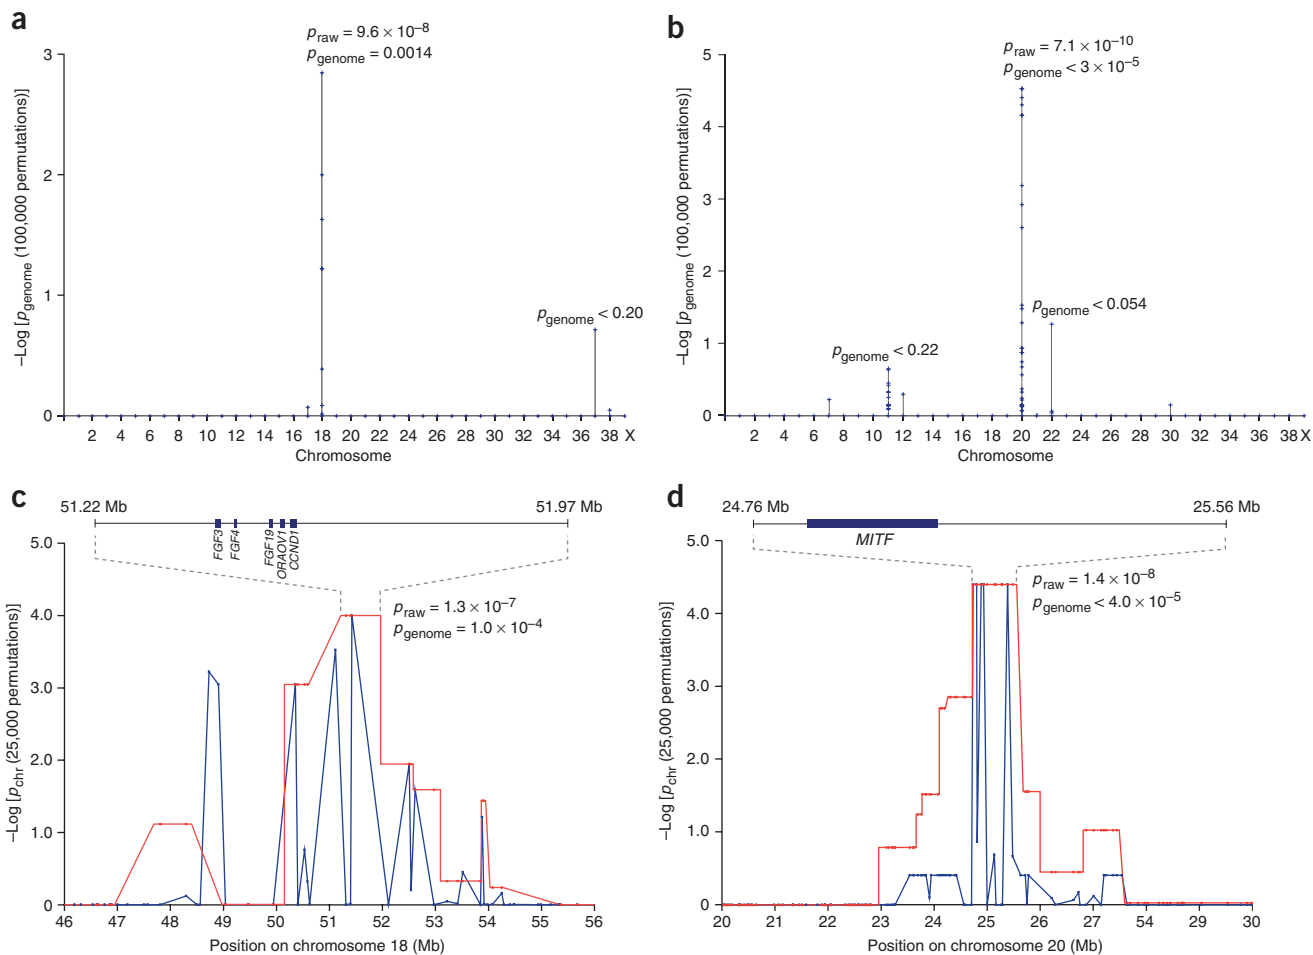 a
p_raw = 9.6 × 10^–8
p_genome = 0.0014
3
2
1
0
–Log [p_genome (100,000 permutations)]
p_genome < 0.20
2 4 6 8 10 12 14 16 18 20 22 24 26 28 30 32 34 36 38 X
Chromosome
b
p_raw = 7.1 × 10^–10
p_genome < 3 × 10^–5
5
4
3
2
1
0
–Log [p_genome (100,000 permutations)]
p_genome < 0.22
p_genome < 0.054
2 4 6 8 10 12 14 16 18 20 22 24 26 28 30 32 34 36 38 X
Chromosome
c
51.22 Mb
51.97 Mb
FGF3
FGF4
FGF19
ORAOV1
CCND1
5.0
4.0
3.0
2.0
1.0
0
–Log [p_chr (25,000 permutations)]
p_raw = 1.3 × 10^–7
p_genome = 1.0 × 10^–4
46 47 48 49 50 51 52 53 54 55 56
Position on chromosome 18 (Mb)
d
24.76 Mb
25.56 Mb
MITF
5.0
4.0
3.0
2.0
1.0
0
–Log [p_chr (25,000 permutations)]
p_raw = 1.4 × 10^–8
p_genome < 4.0 × 10^–5
20 21 22 23 24 25 26 27 54 29 30
Position on chromosome 20 (Mb)